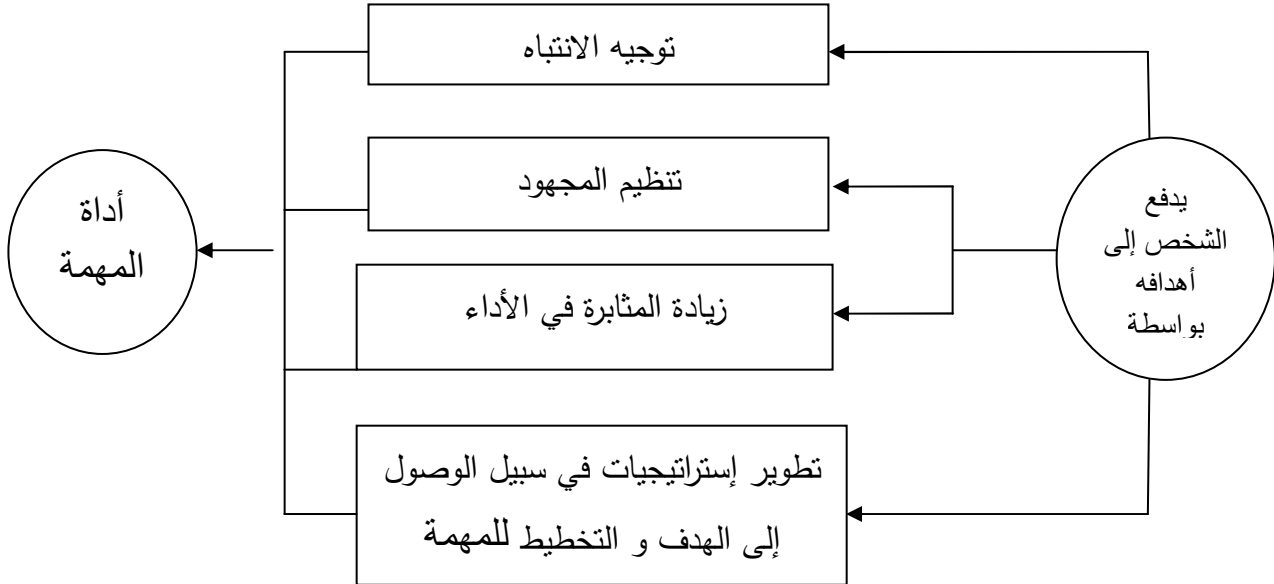 توجيه الانتباه
تنظيم المجهود
زيادة المثابرة في الأداء
تطوير إستراتيجيات في سبيل الوصول
إلى الهدف و التخطيط للمهمة
يدفع
الشخص إلى
أهدافه
بواسطة
أداة
المهمة